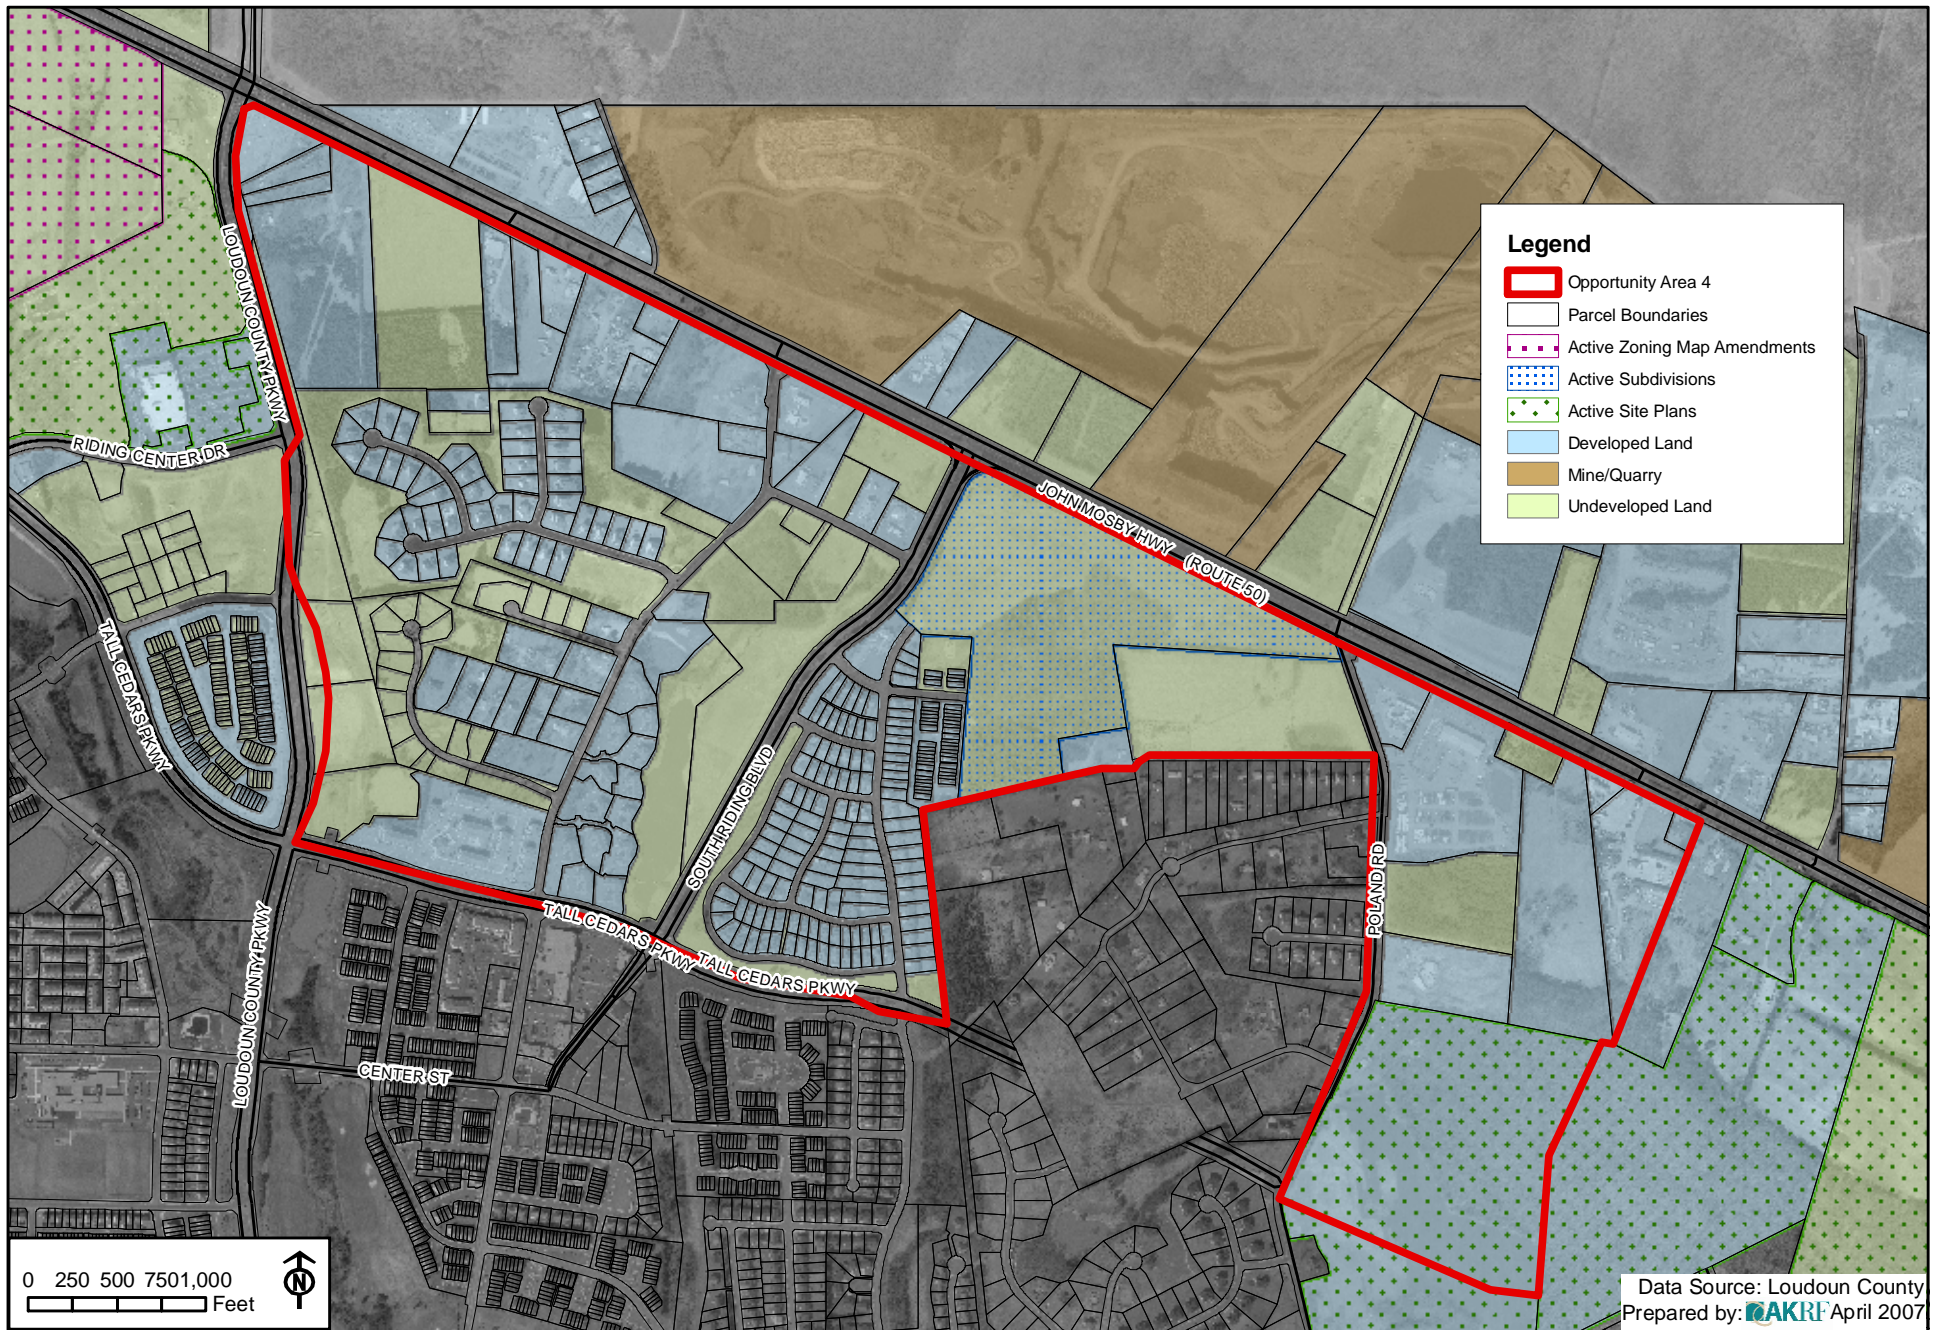 LOUDOUN COUNTY PKWY
RIDING CENTER DR
TALL CEDARS PKWY
JOHN MOSBY HWY (ROUTE 50)
SOUTH RIDING BLVD
POLAND RD
TALL CEDARS PKWY
TALL CEDARS PKWY
LOUDOUN COUNTY PKWY
CENTER ST
Legend
Opportunity Area 4
Parcel Boundaries
Active Zoning Map Amendments
Active Subdivisions
Active Site Plans
Developed Land
Mine/Quarry
Undeveloped Land
0 250 500 750 1,000
Feet
N
Data Source: Loudoun County
Prepared by: AKRF April 2007